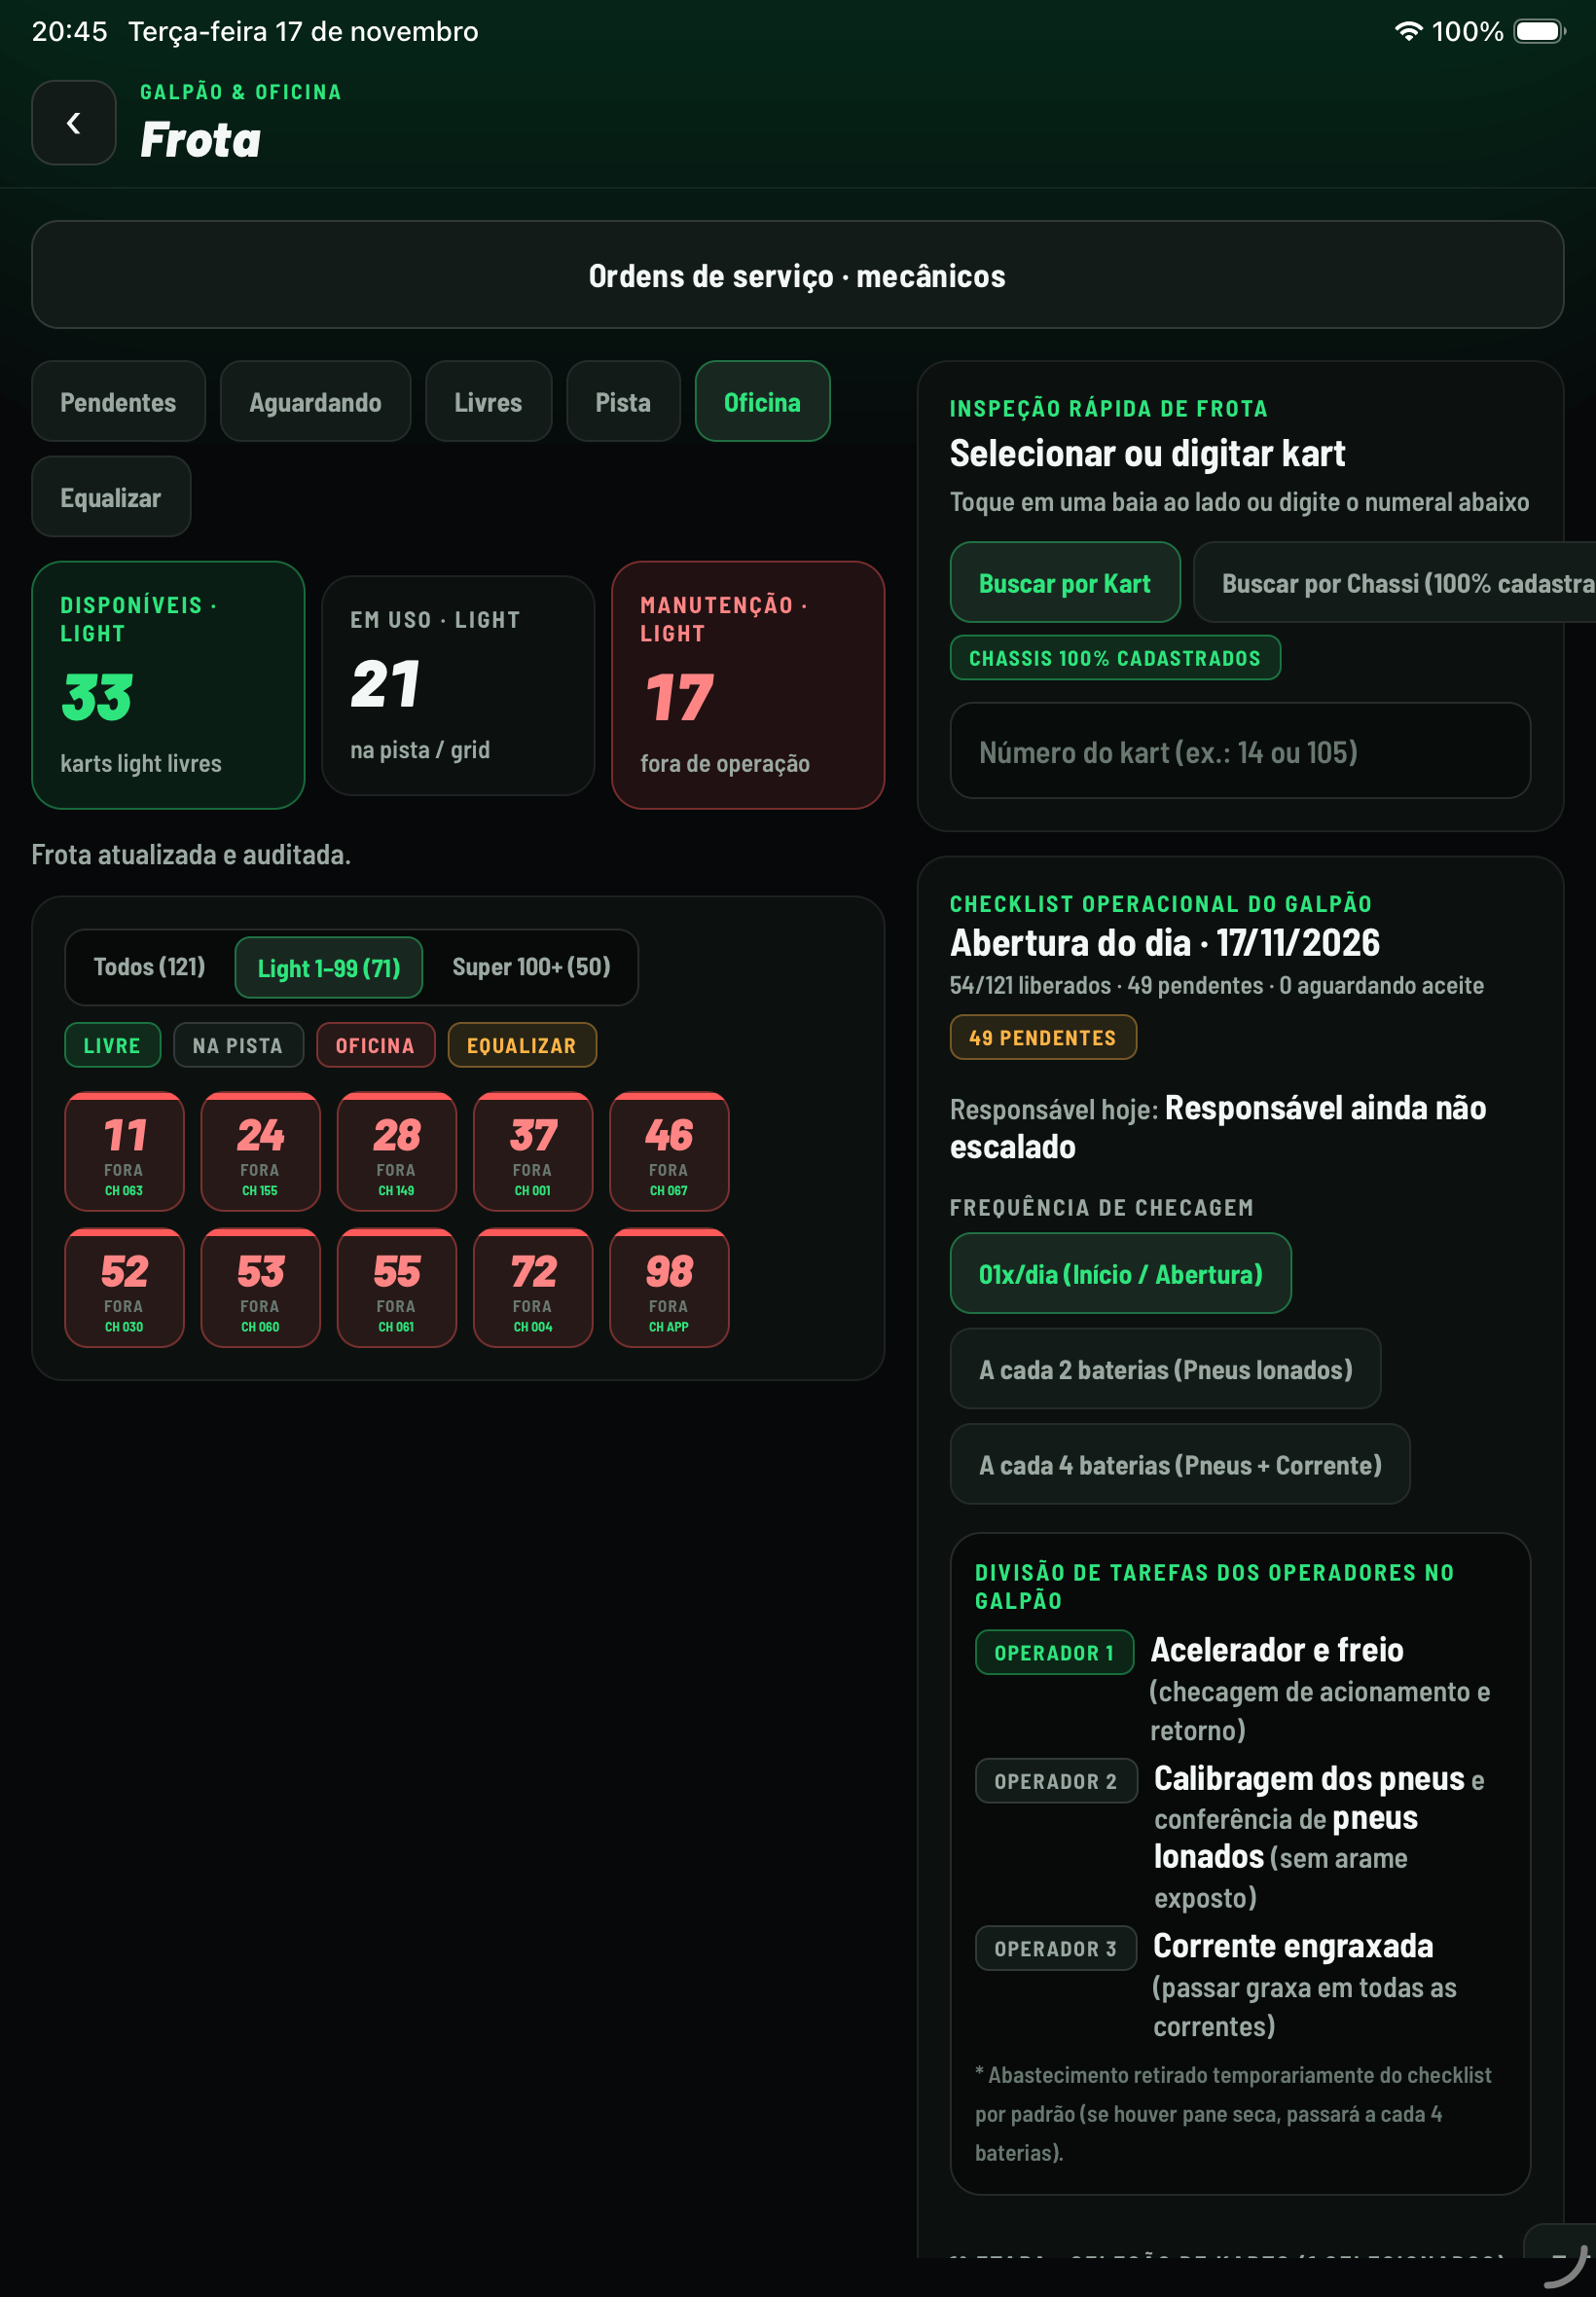 20:45 Terça-feira 17 de novembro
100%
GALPÃO & OFICINA
Frota
Ordens de serviço · mecânicos
Pendentes
Aguardando
Livres
Pista
Oficina
Equalizar
DISPONÍVEIS ·
LIGHT
33
karts light livres
EM USO · LIGHT
21
na pista / grid
MANUTENÇÃO ·
LIGHT
17
fora de operação
Frota atualizada e auditada.
Todos (121)
Light 1–99 (71)
Super 100+ (50)
LIVRE
NA PISTA
OFICINA
EQUALIZAR
11
FORA
CH 063
24
FORA
CH 155
28
FORA
CH 149
37
FORA
CH 001
46
FORA
CH 067
52
FORA
CH 030
53
FORA
CH 060
55
FORA
CH 061
72
FORA
CH 004
98
FORA
CH APP
INSPEÇÃO RÁPIDA DE FROTA
Selecionar ou digitar kart
Toque em uma baia ao lado ou digite o numeral abaixo
Buscar por Kart
Buscar por Chassi (100% cadastra
CHASSIS 100% CADASTRADOS
Número do kart (ex.: 14 ou 105)
CHECKLIST OPERACIONAL DO GALPÃO
Abertura do dia · 17/11/2026
54/121 liberados · 49 pendentes · 0 aguardando aceite
49 PENDENTES
Responsável hoje: Responsável ainda não
escalado
FREQUÊNCIA DE CHECAGEM
01x/dia (Início / Abertura)
A cada 2 baterias (Pneus lonados)
A cada 4 baterias (Pneus + Corrente)
DIVISÃO DE TAREFAS DOS OPERADORES NO
GALPÃO
OPERADOR 1
Acelerador e freio
(checagem de acionamento e
retorno)
OPERADOR 2
Calibragem dos pneus e
conferência de pneus
lonados (sem arame
exposto)
OPERADOR 3
Corrente engraxada
(passar graxa em todas as
correntes)
* Abastecimento retirado temporariamente do checklist
por padrão (se houver pane seca, passará a cada 4
baterias).
1ª ETAPA · SELEÇÃO DE KARTS (1 SELECIONADOS)